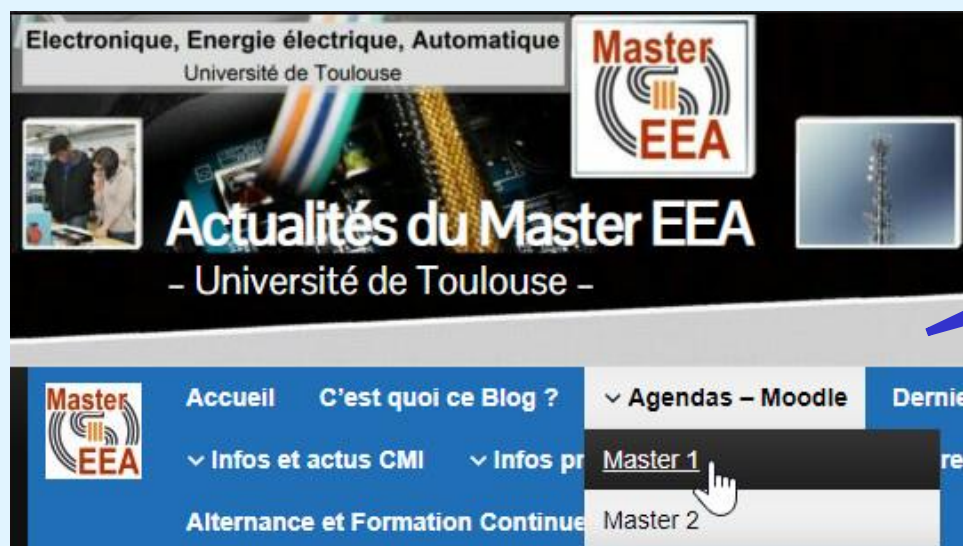 Electronique, Energie électrique, Automatique
Université de Toulouse
Master
EEA
Actualités du Master EEA
– Université de Toulouse –
Master
EEA
Accueil C'est quoi ce Blog ? Agendas – Moodle
Infos et actus CMI Infos
Master 1
Alternance et Formation Continue
Master 2